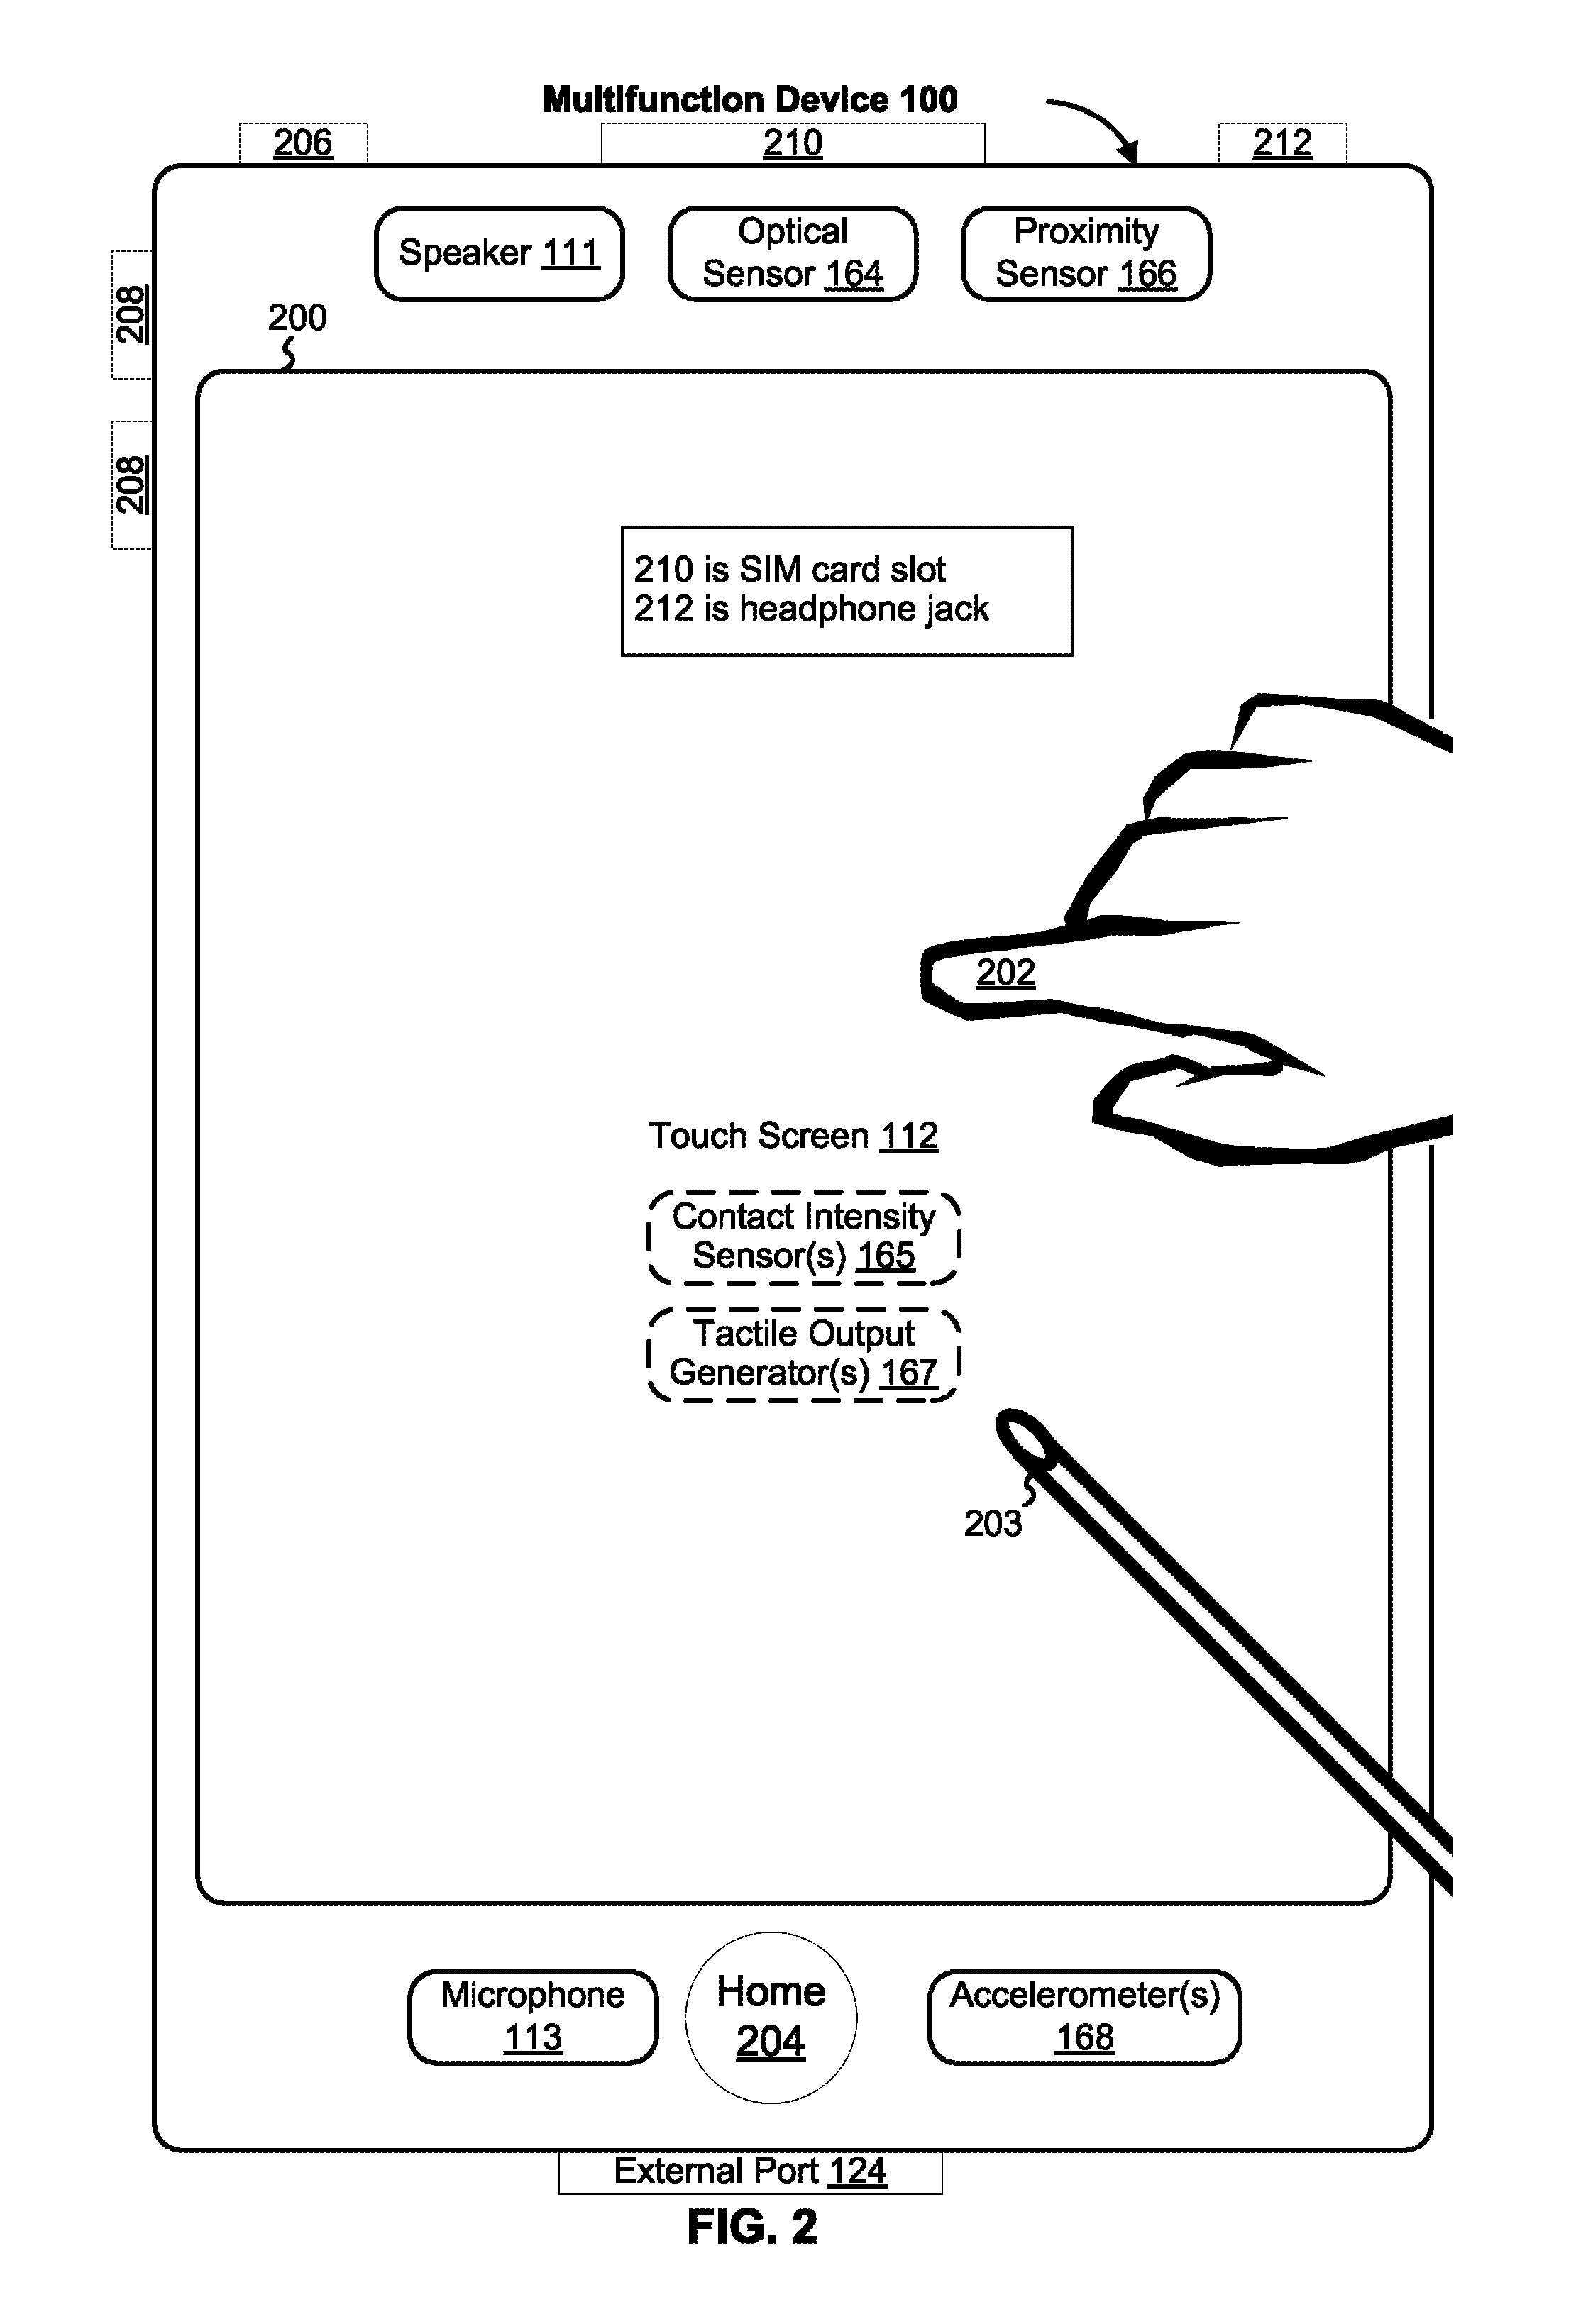 Multifunction Device 100
206
210
212
Speaker 111
Optical
Sensor 164
Proximity
Sensor 166
208
200
208
210 is SIM card slot
212 is headphone jack
202
Touch Screen 112
Contact Intensity
Sensor(s) 165
Tactile Output
Generator(s) 167
203
Microphone
113
Home
204
Accelerometer(s)
168
External Port 124
FIG. 2